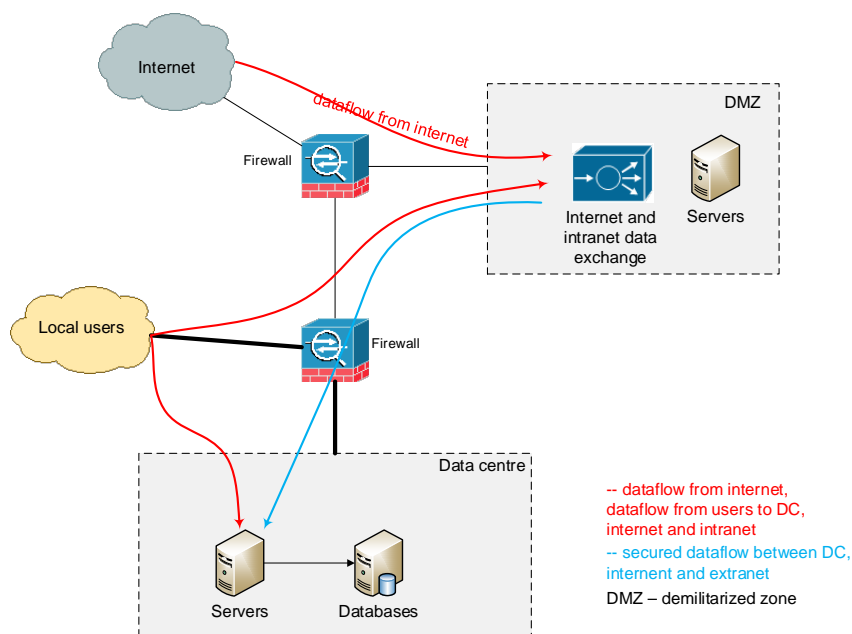 Internet
dataflow from internet
DMZ
Firewall
Internet and
intranet data
exchange
Servers
Local users
Firewall
Data centre
Servers
Databases
-- dataflow from internet,
dataflow from users to DC,
internet and intranet
-- secured dataflow between DC,
internent and extranet
DMZ – demilitarized zone